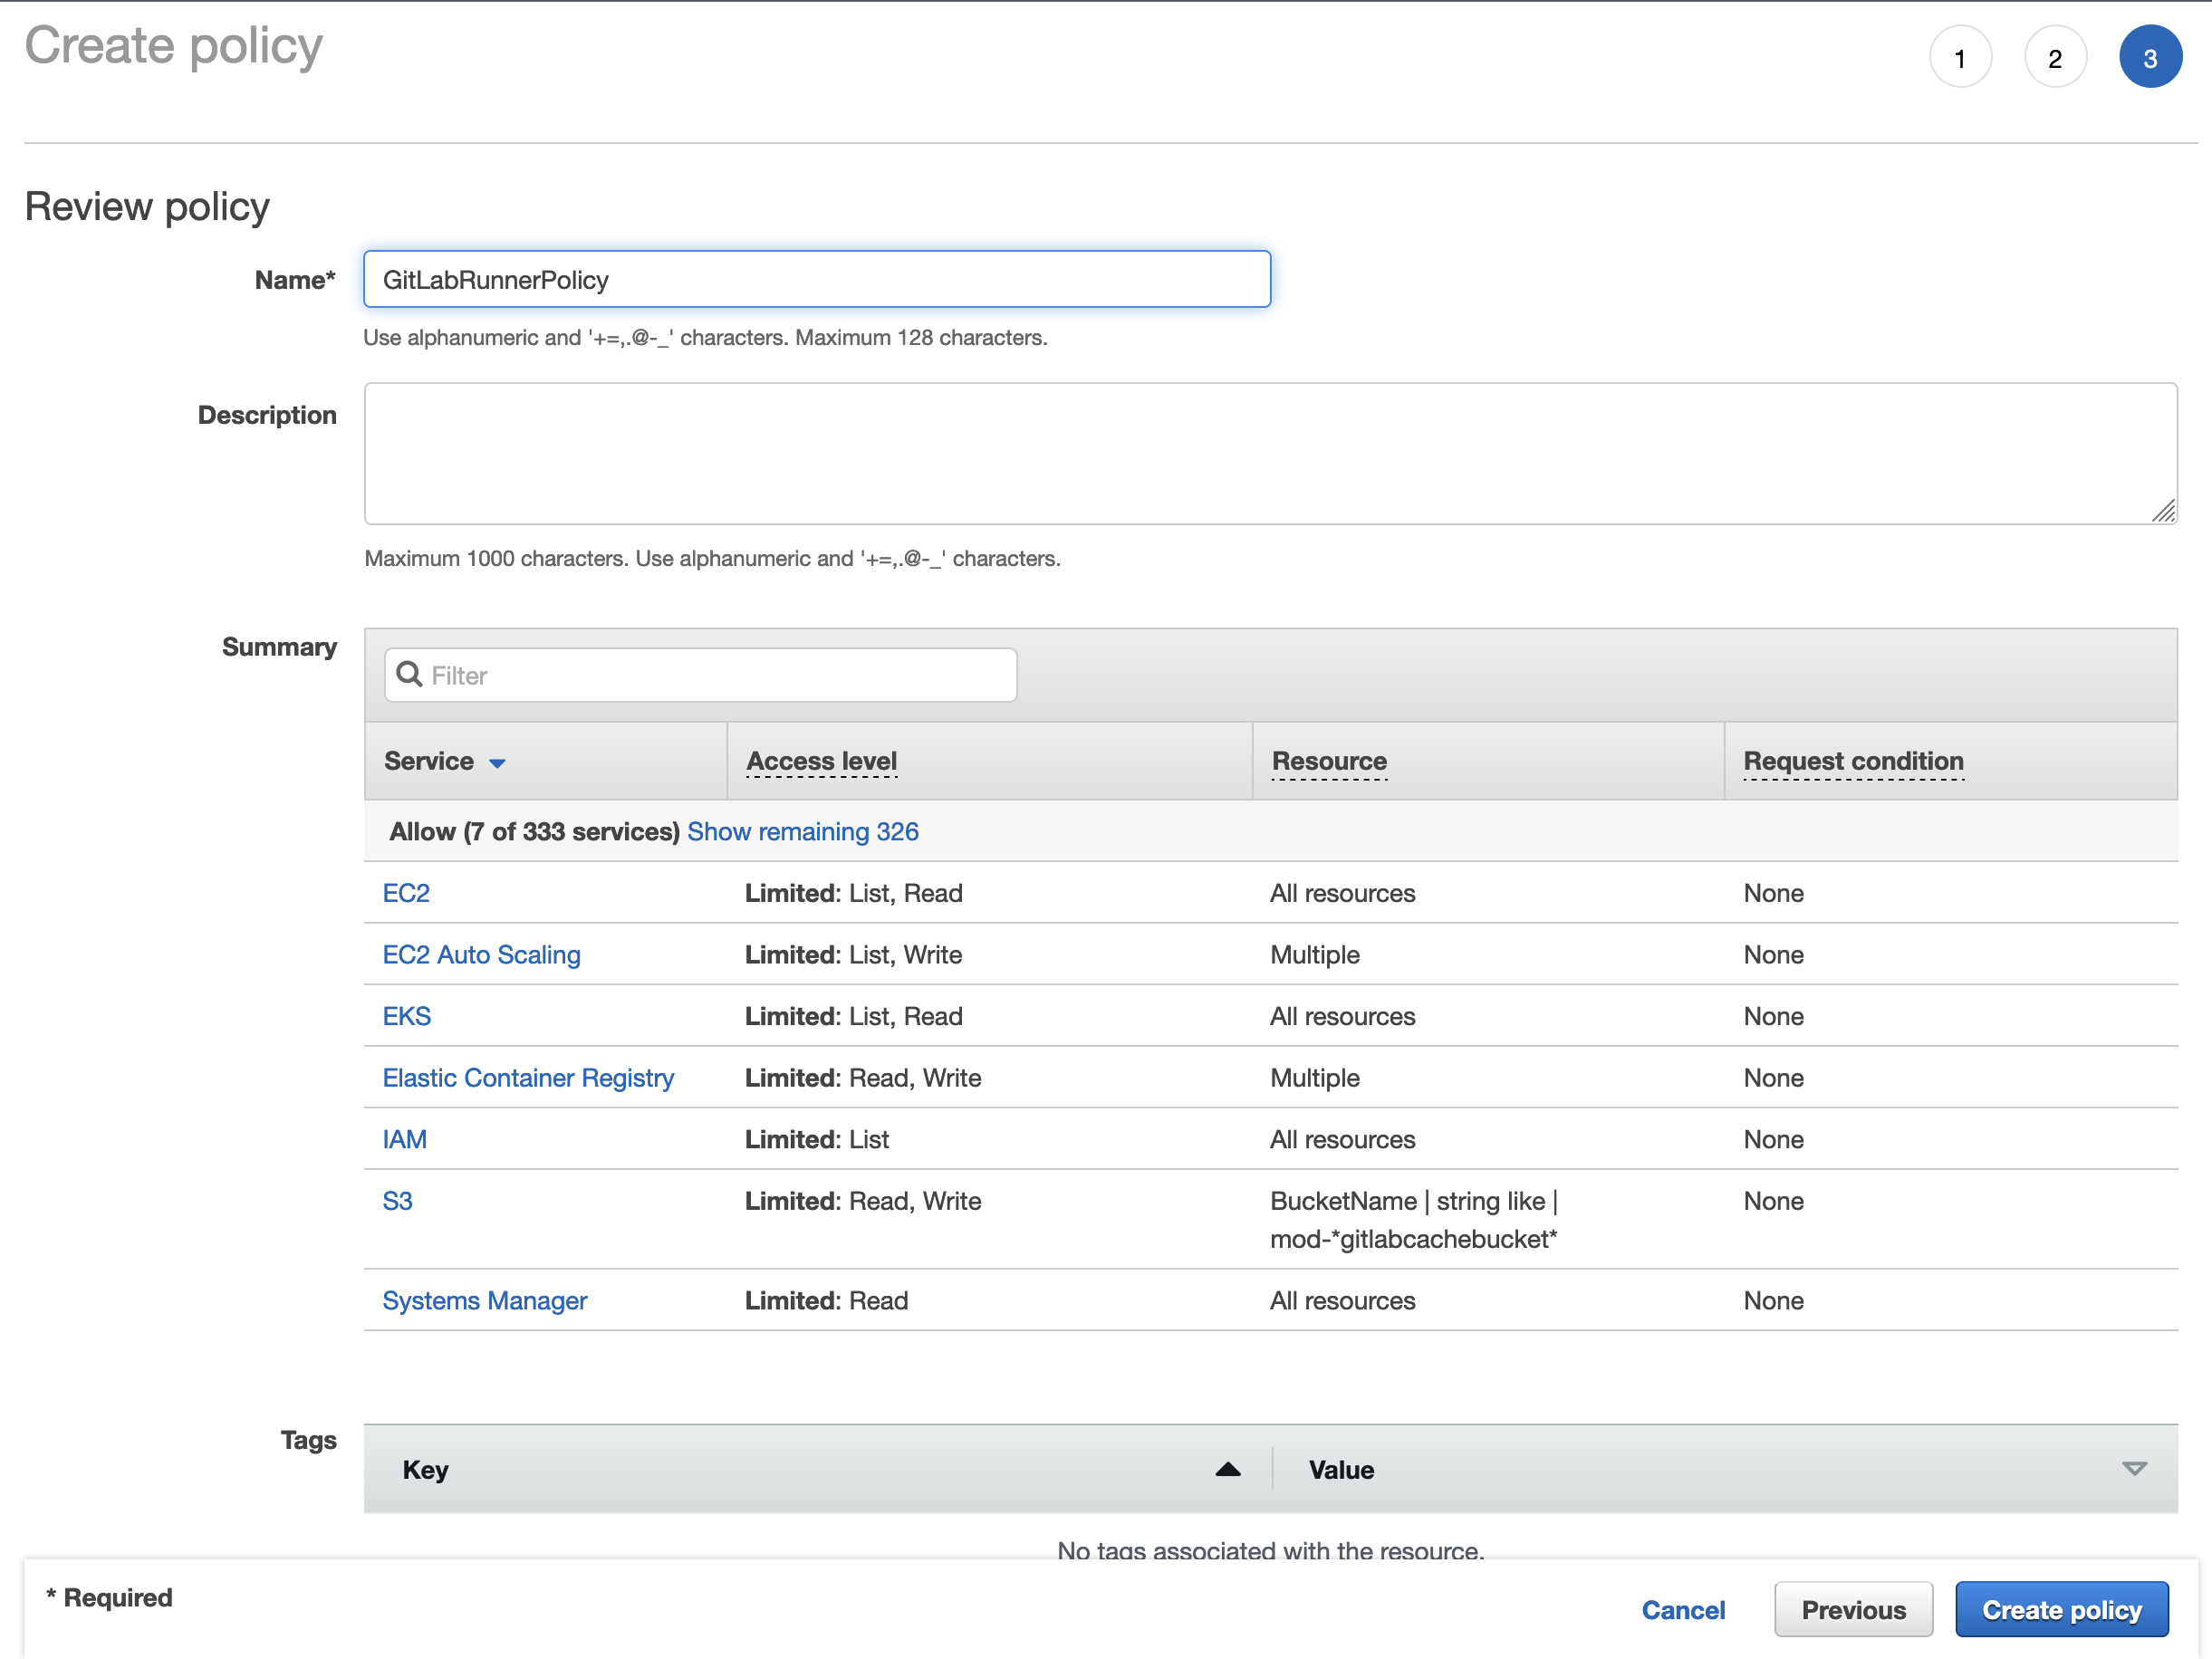 Create policy
1 2 3
Review policy
Name* GitLabRunnerPolicy
Use alphanumeric and '+=,.@-_' characters. Maximum 128 characters.
Description
Maximum 1000 characters. Use alphanumeric and '+=,.@-_' characters.
Summary Filter
Service Access level Resource Request condition
Allow (7 of 333 services) Show remaining 326
EC2 Limited: List, Read All resources None
EC2 Auto Scaling Limited: List, Write Multiple None
EKS Limited: List, Read All resources None
Elastic Container Registry Limited: Read, Write Multiple None
IAM Limited: List All resources None
S3 Limited: Read, Write BucketName | string like | None
mod-*gitlabcachebucket*
Systems Manager Limited: Read All resources None
Tags
Key Value
No tags associated with the resource.
* Required Cancel Previous Create policy